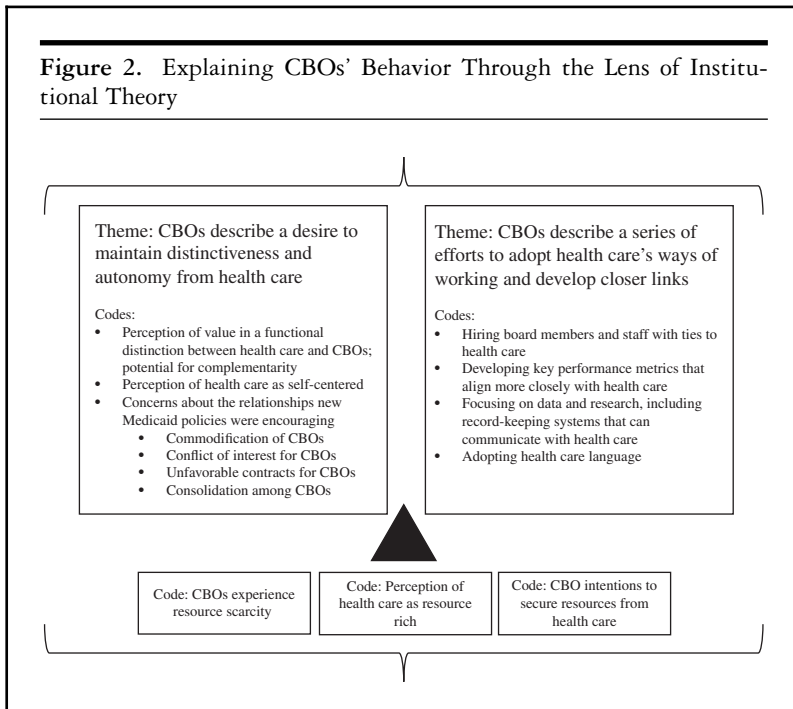 Figure 2. Explaining CBOs' Behavior Through the Lens of Institu-
tional Theory
Theme: CBOs describe a desire to
maintain distinctiveness and
autonomy from health care
Codes:
• Perception of value in a functional
distinction between health care and CBOs;
potential for complementarity
• Perception of health care as self-centered
• Concerns about the relationships new
Medicaid policies were encouraging
• Commodification of CBOs
• Conflict of interest for CBOs
• Unfavorable contracts for CBOs
• Consolidation among CBOs
Theme: CBOs describe a series of
efforts to adopt health care's ways of
working and develop closer links
Codes:
• Hiring board members and staff with ties to
health care
• Developing key performance metrics that
align more closely with health care
• Focusing on data and research, including
record-keeping systems that can
communicate with health care
• Adopting health care language
Code: CBOs experience
resource scarcity
Code: Perception of
health care as resource
rich
Code: CBO intentions to
secure resources from
health care